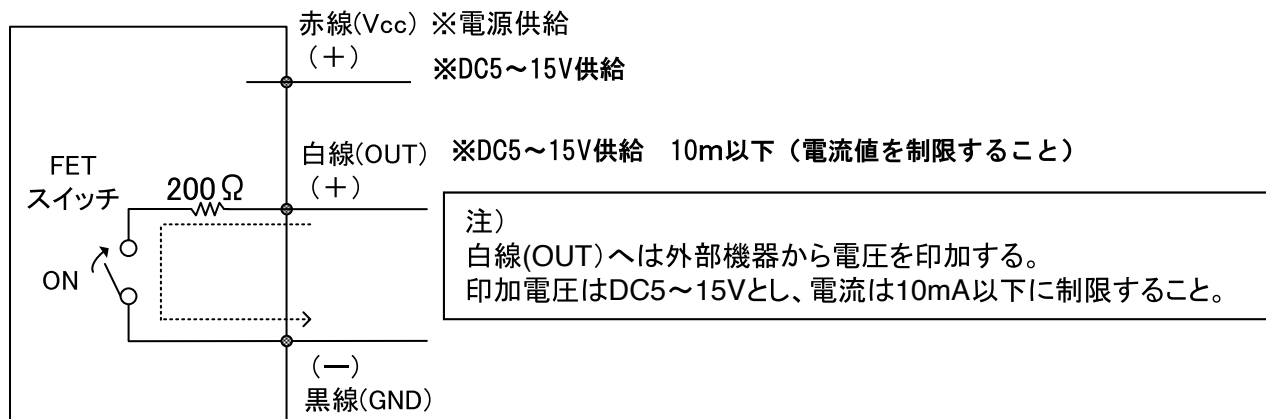 赤線(Vcc) ※電源供給
(+)
※DC5～15V供給
白線(OUT) ※DC5～15V供給 10m以下（電流値を制限すること）
(+)
FET
スイッチ
200Ω
ON
注）
白線(OUT)へは外部機器から電圧を印加する。
印加電圧はDC5～15Vとし、電流は10mA以下に制限すること。
(－)
黒線(GND)